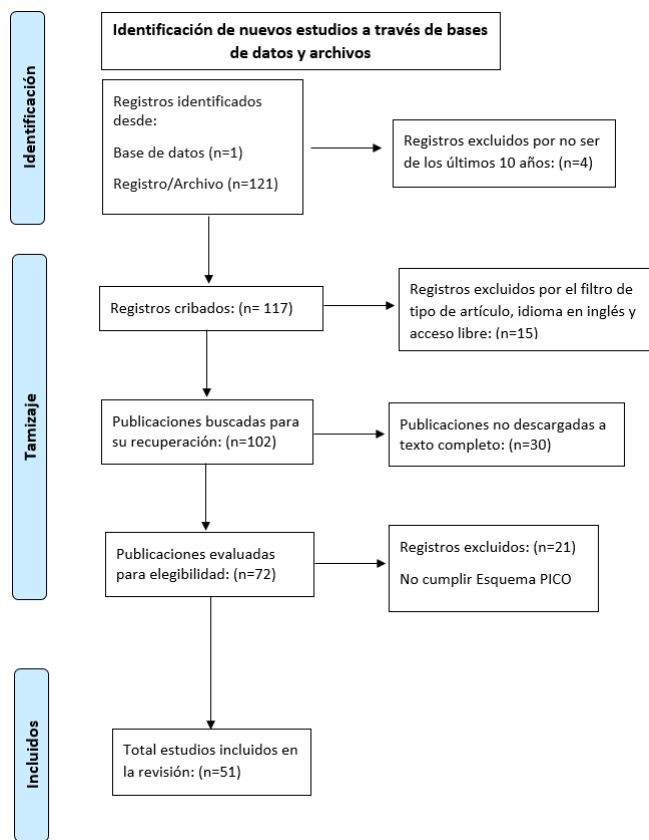 Identificación de nuevos estudios a través de bases
de datos y archivos
Identificación
Registros identificados
desde:
Base de datos (n=1)
Registro/Archivo (n=121)
Registros excluidos por no ser
de los últimos 10 años: (n=4)
Tamizaje
Registros cribados: (n= 117)
Registros excluidos por el filtro de
tipo de artículo, idioma en inglés y
acceso libre: (n=15)
Publicaciones buscadas para
su recuperación: (n=102)
Publicaciones no descargadas a
texto completo: (n=30)
Publicaciones evaluadas
para elegibilidad: (n=72)
Registros excluidos: (n=21)
No cumplir Esquema PICO
Incluidos
Total estudios incluidos en
la revisión: (n=51)